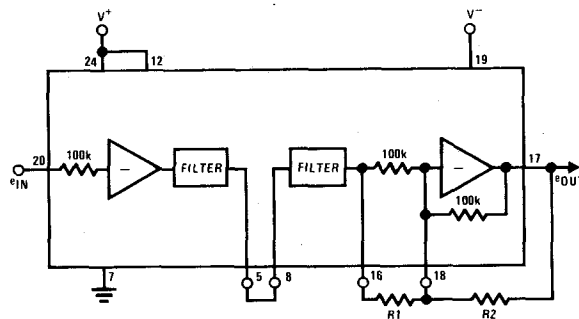 V+
V−
24
12
19
20
100k
−
FILTER
FILTER
100k
−
17
eIN
100k
eOUT
7
5
8
16
18
R1
R2